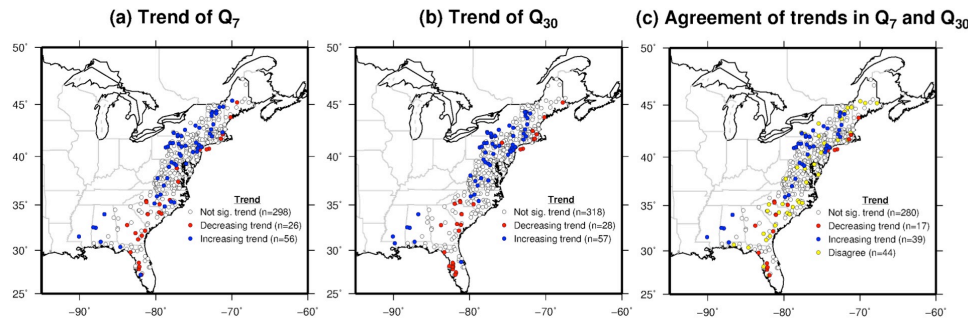 (a) Trend of Q7
50°
45°
40°
35°
30°
25°
−90° −80° −70° −60°
Trend
Not sig. trend (n=298)
Decreasing trend (n=26)
Increasing trend (n=56)
(b) Trend of Q30
50°
45°
40°
35°
30°
25°
−90° −80° −70° −60°
Trend
Not sig. trend (n=318)
Decreasing trend (n=28)
Increasing trend (n=57)
(c) Agreement of trends in Q7 and Q30
50°
45°
40°
35°
30°
25°
−90° −80° −70° −60°
Trend
Not sig. trend (n=280)
Decreasing trend (n=17)
Increasing trend (n=39)
Disagree (n=44)